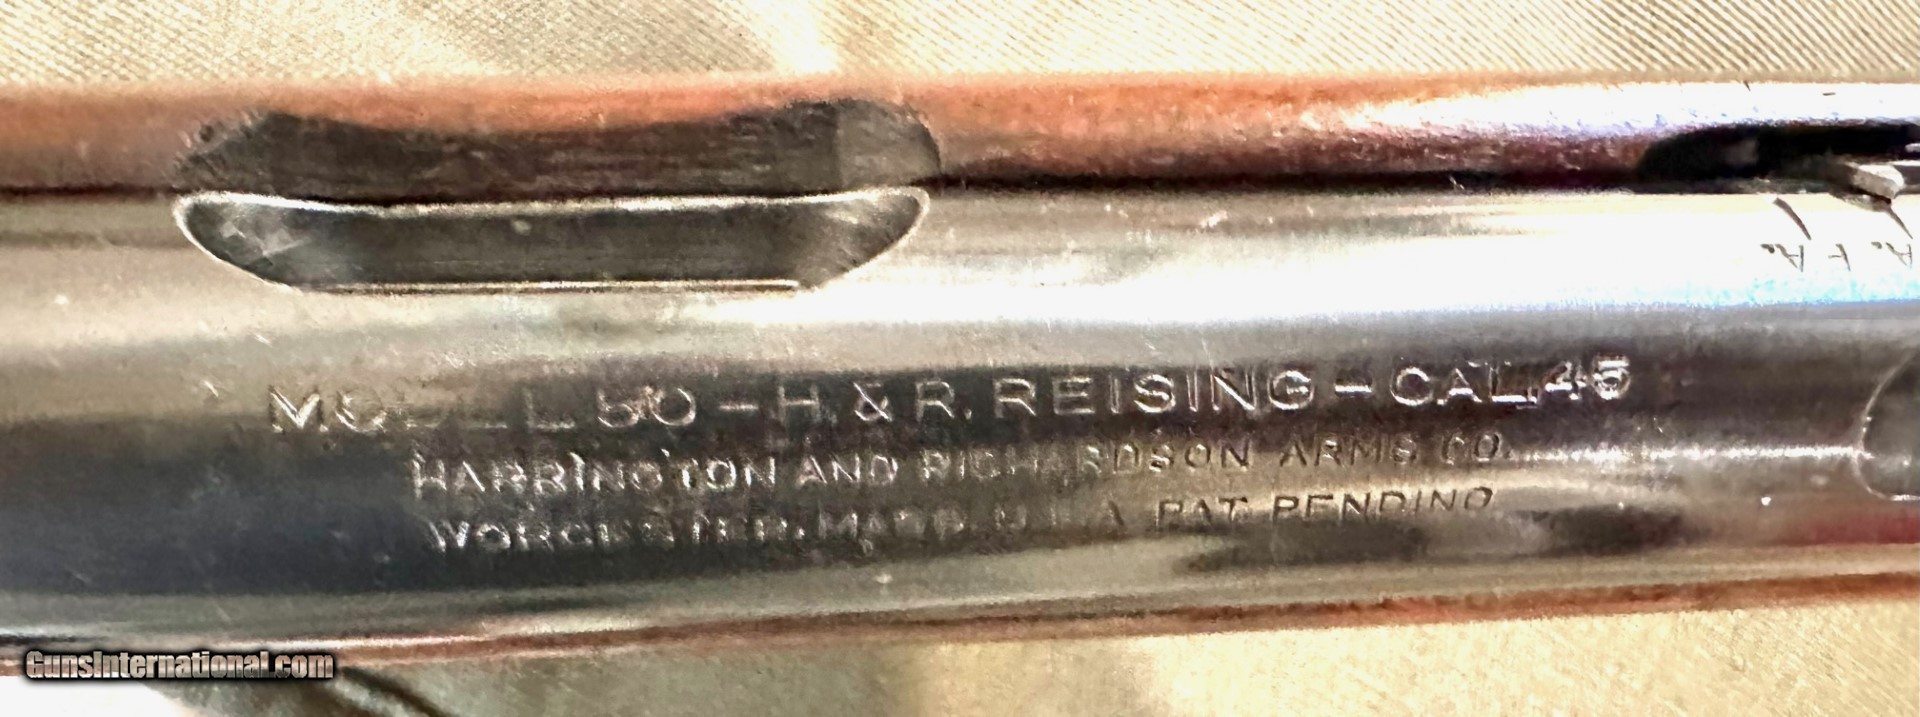 F.A. S.A.
MODEL 50 - H. & R. REISING - CAL. .45
HARRINGTON AND RICHARDSON ARMS CO.
WORCESTER, MASS. U.S.A. PAT. PENDING
GunsInternational.com